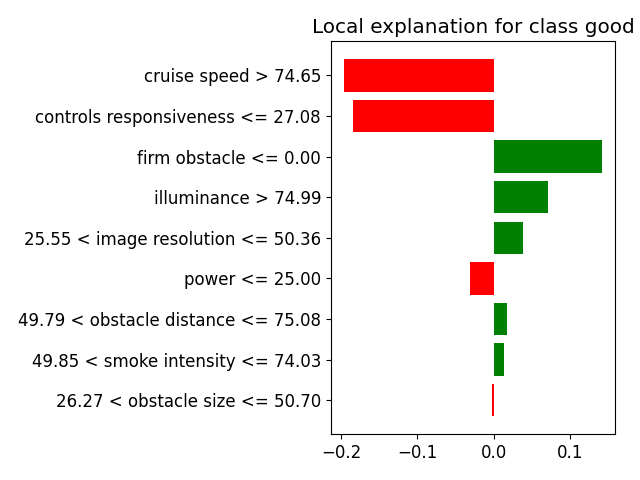 Local explanation for class good
cruise speed > 74.65
controls responsiveness <= 27.08
firm obstacle <= 0.00
illuminance > 74.99
25.55 < image resolution <= 50.36
power <= 25.00
49.79 < obstacle distance <= 75.08
49.85 < smoke intensity <= 74.03
26.27 < obstacle size <= 50.70
−0.2 −0.1 0.0 0.1